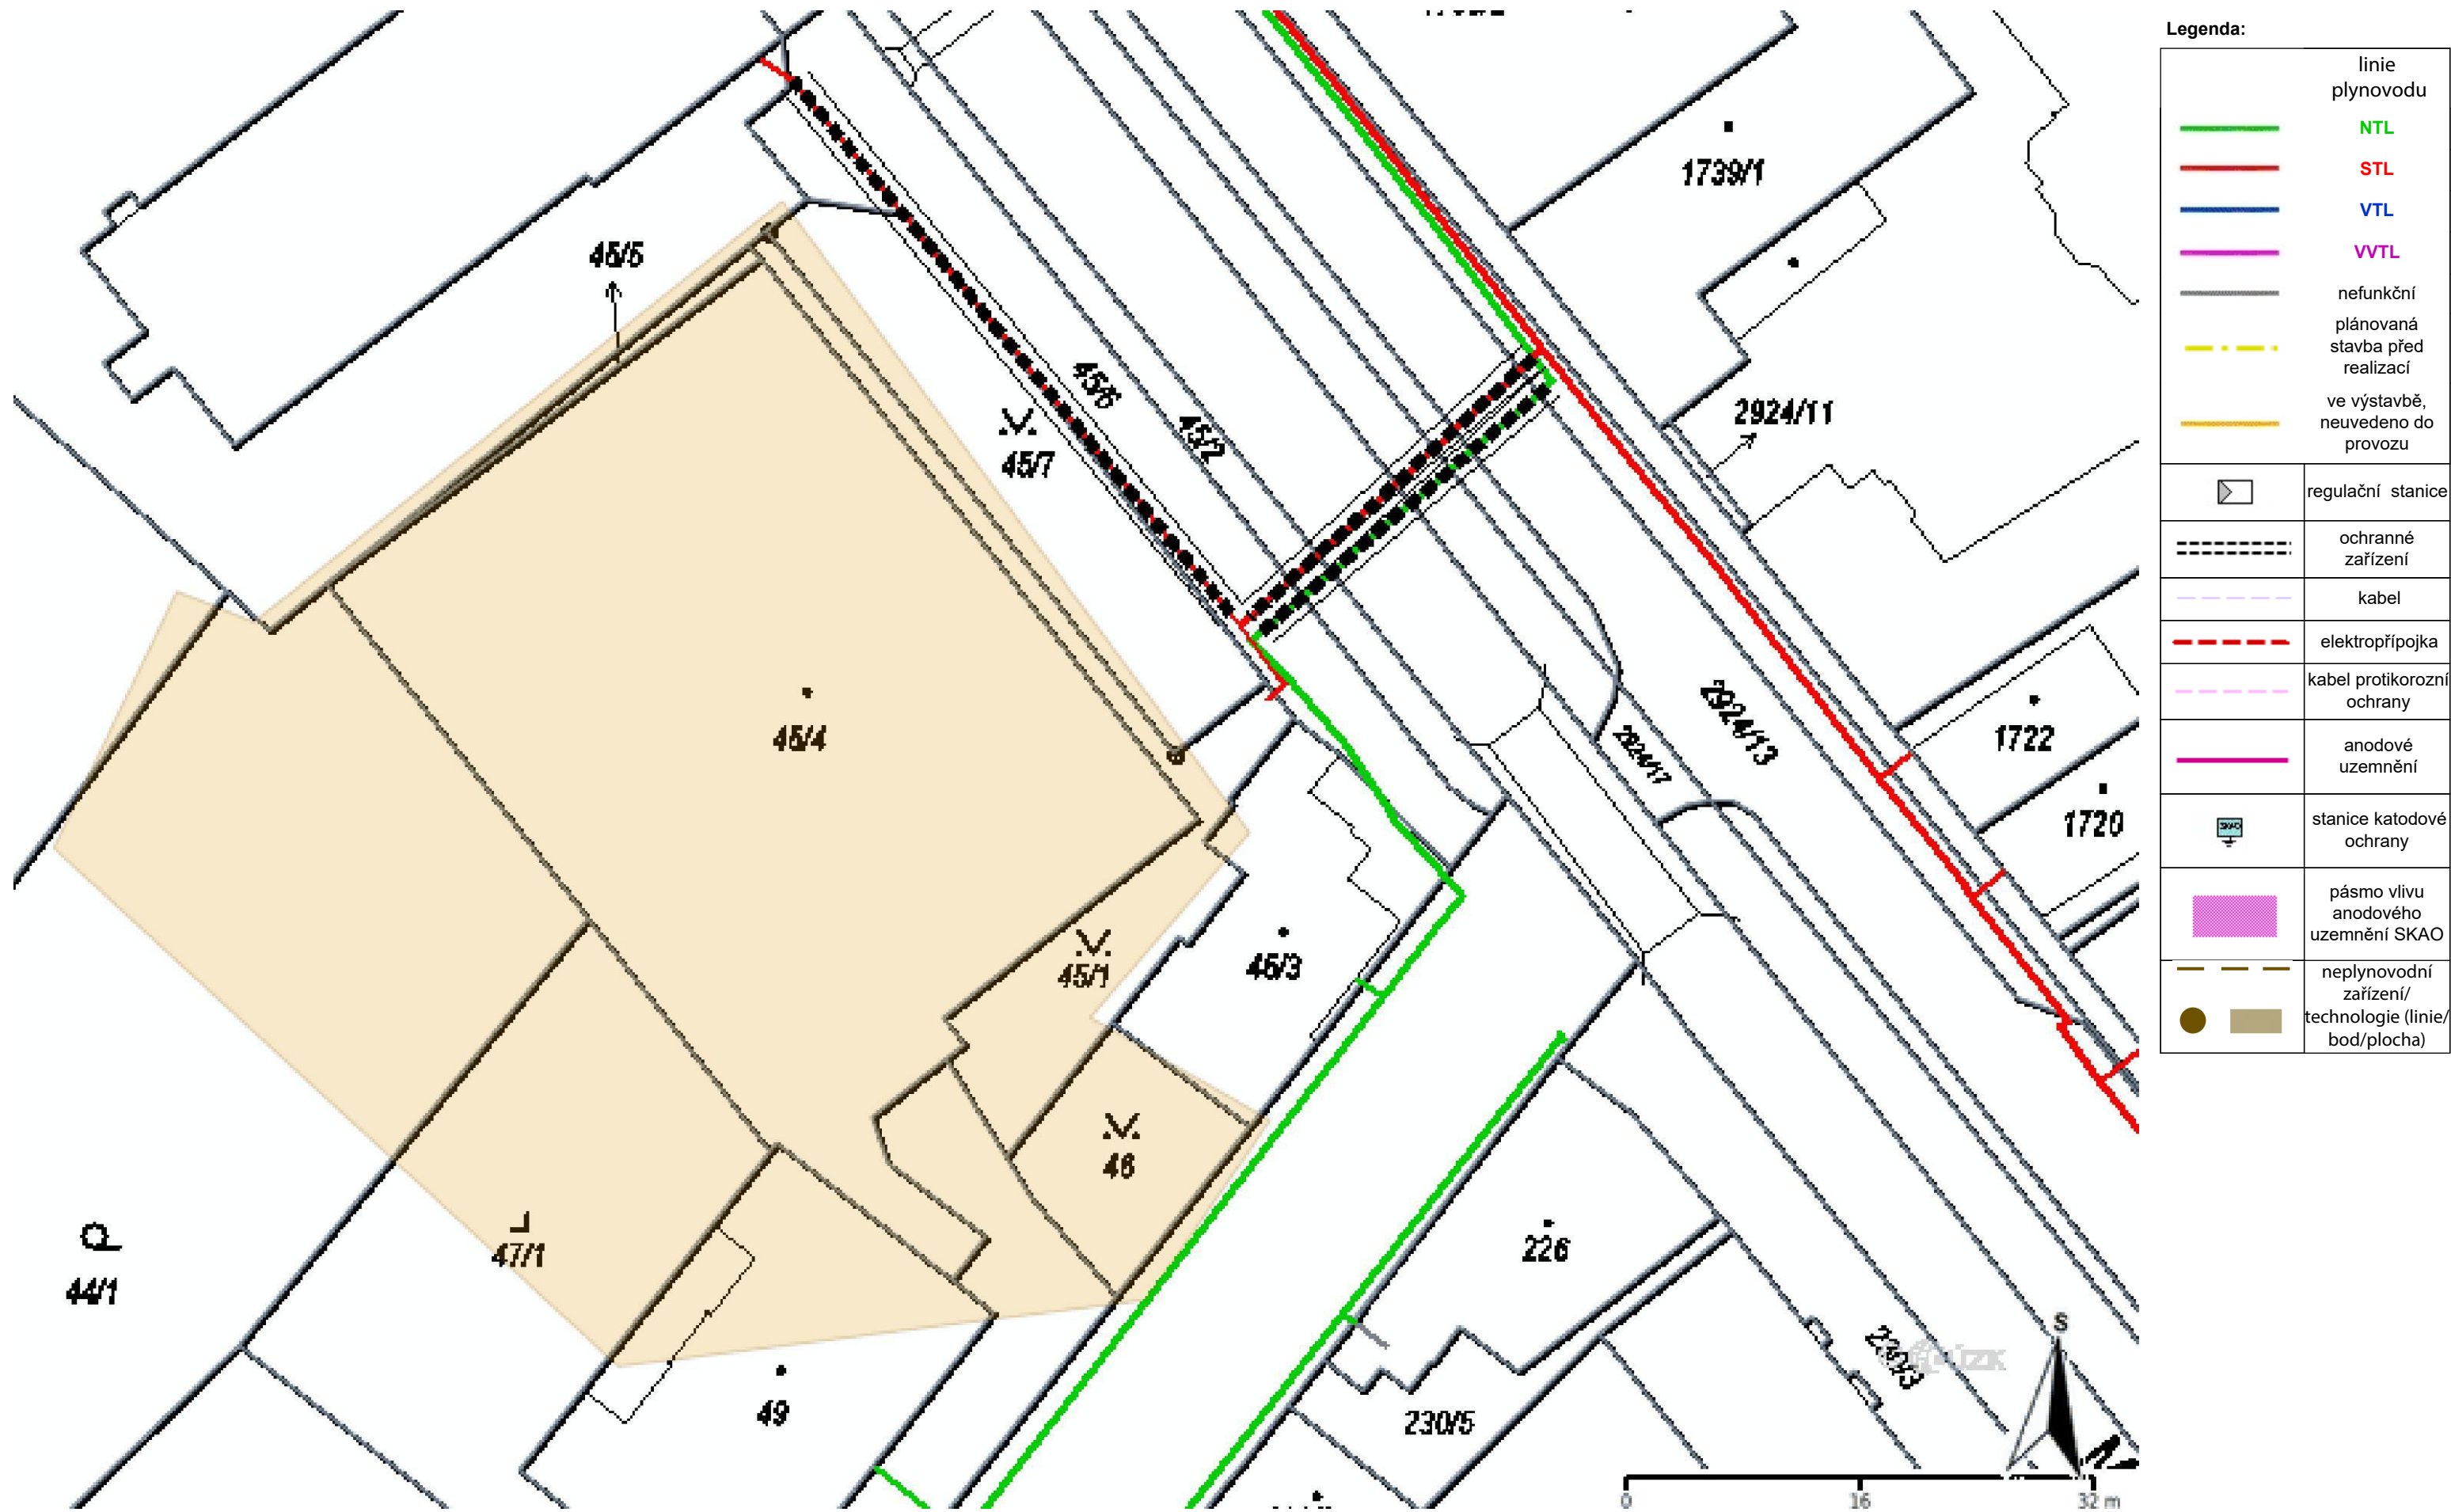 Legenda:
linie
plynovodu
NTL
STL
VTL
VVTL
nefunkční
plánovaná
stavba před
realizací
ve výstavbě,
neuvedeno do
provozu
regulační stanice
ochranné
zařízení
kabel
elektropřípojka
kabel protikorozní
ochrany
anodové
uzemnění
SKAO
stanice katodové
ochrany
pásmo vlivu
anodového
uzemnění SKAO
neplynovodní
zařízení/
technologie (linie/
bod/plocha)
1739/1
45/5
45/6
45/2
45/7
2924/11
45/4
2924/13
2924/17
1722
1720
45/1
46/3
46
47/1
44/1
226
49
230/5
S
0
16
32 m